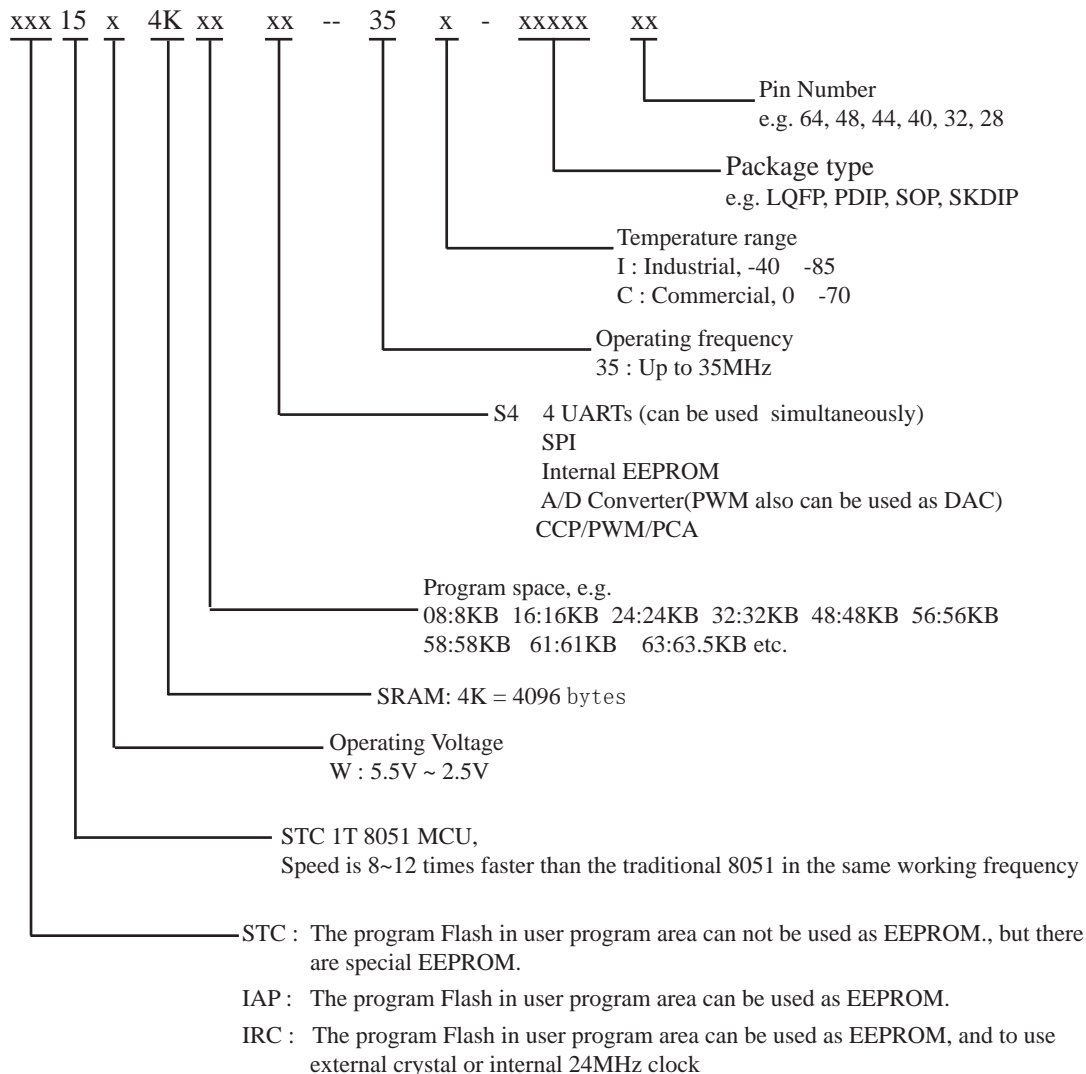 xxx 15 x 4K xx xx -- 35 x - xxxxx xx
Pin Number
e.g. 64, 48, 44, 40, 32, 28
Package type
e.g. LQFP, PDIP, SOP, SKDIP
Temperature range
I : Industrial, -40 -85
C : Commercial, 0 -70
Operating frequency
35 : Up to 35MHz
S4 4 UARTs (can be used simultaneously)
SPI
Internal EEPROM
A/D Converter(PWM also can be used as DAC)
CCP/PWM/PCA
Program space, e.g.
08:8KB 16:16KB 24:24KB 32:32KB 48:48KB 56:56KB
58:58KB 61:61KB 63:63.5KB etc.
SRAM: 4K = 4096 bytes
Operating Voltage
W : 5.5V ~ 2.5V
STC 1T 8051 MCU,
Speed is 8~12 times faster than the traditional 8051 in the same working frequency
STC : The program Flash in user program area can not be used as EEPROM., but there
are special EEPROM.
IAP : The program Flash in user program area can be used as EEPROM.
IRC : The program Flash in user program area can be used as EEPROM, and to use
external crystal or internal 24MHz clock